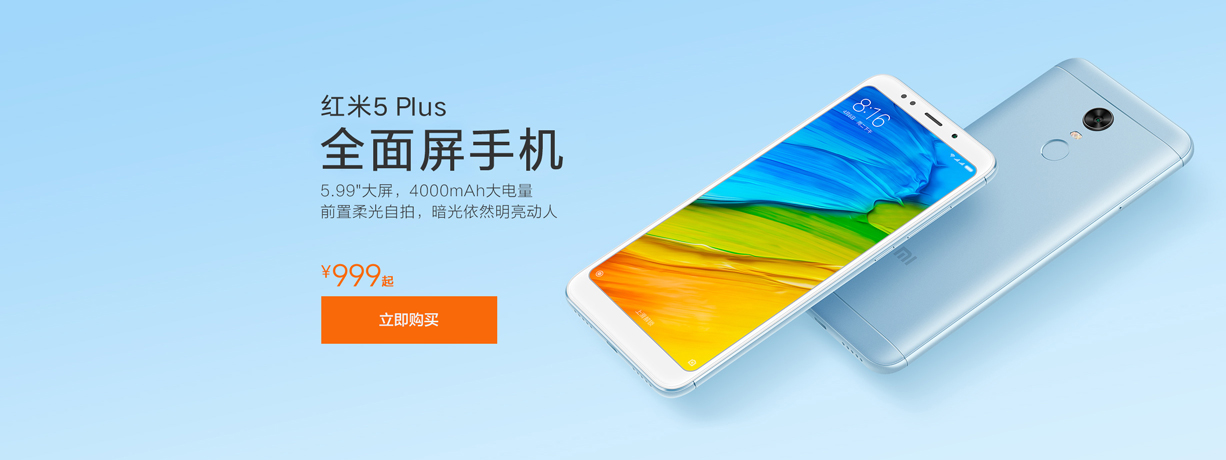 红米5 Plus
全面屏手机
5.99"大屏，4000mAh大电量
前置柔光自拍，暗光依然明亮动人
¥999起
立即购买
8:16
MI